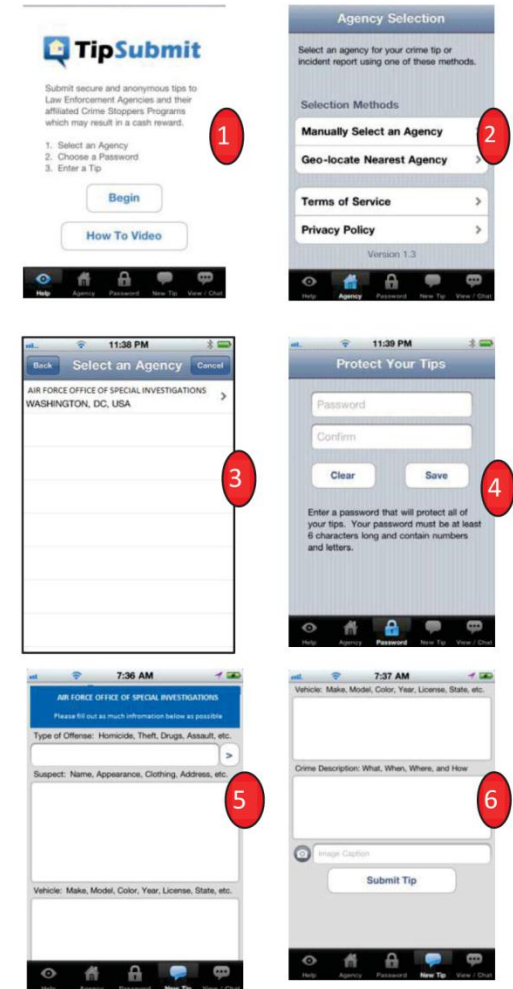 TipSubmit
Submit secure and anonymous tips to
Law Enforcement Agencies and their
affiliated Crime Stoppers Programs
which may result in a cash reward.
1. Select an Agency
2. Choose a Password
3. Enter a Tip
Begin
How To Video
Help Agency Password New Tip View / Chat
1
Agency Selection
Select an agency for your crime tip or
incident report using one of these methods.
Selection Methods
Manually Select an Agency >
Geo-locate Nearest Agency >
Terms of Service >
Privacy Policy >
Version 1.3
Help Agency Password New Tip View / Chat
2
11:38 PM
Back Select an Agency Cancel
AIR FORCE OFFICE OF SPECIAL INVESTIGATIONS >
WASHINGTON, DC, USA
3
11:39 PM
Protect Your Tips
Password
Confirm
Clear Save
Enter a password that will protect all of
your tips. Your password must be at least
6 characters long and contain numbers
and letters.
Help Agency Password New Tip View / Chat
4
7:36 AM
AIR FORCE OFFICE OF SPECIAL INVESTIGATIONS
Please fill out as much infromation below as possible
Type of Offense: Homicide, Theft, Drugs, Assault, etc.
>
Suspect: Name, Appearance, Clothing, Address, etc.
Vehicle: Make, Model, Color, Year, License, State, etc.
Help Agency Password New Tip View / Chat
5
7:37 AM
Vehicle: Make, Model, Color, Year, License, State, etc.
Crime Description: What, When, Where, and How
Image Caption
Submit Tip
Help Agency Password New Tip View / Chat
6